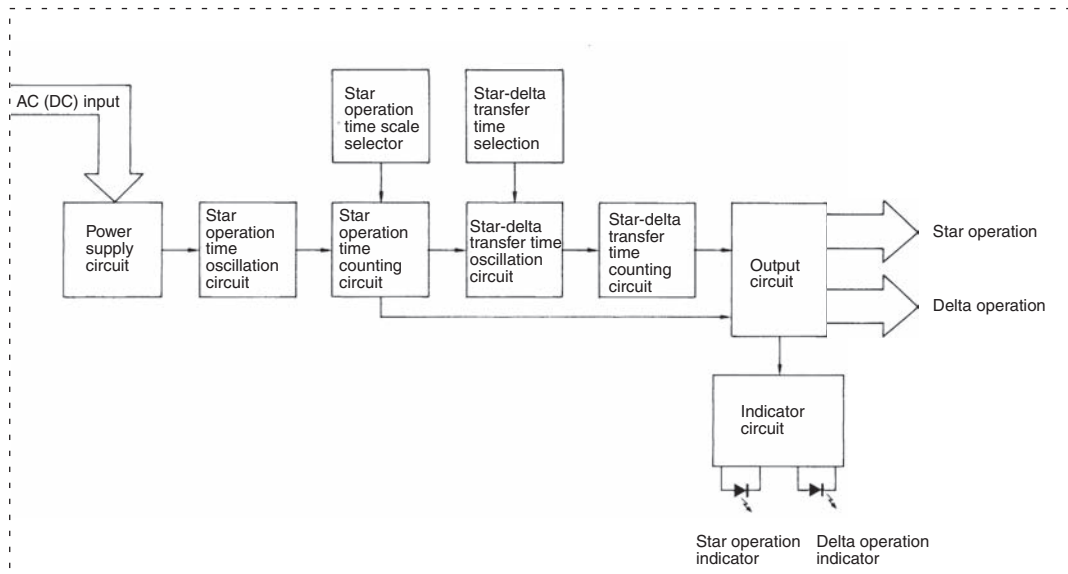 AC (DC) input
Star
operation
time scale
selector
Star-delta
transfer
time
selection
Power
supply
circuit
Star
operation
time
oscillation
circuit
Star
operation
time
counting
circuit
Star-delta
transfer time
oscillation
circuit
Star-delta
transfer
time
counting
circuit
Output
circuit
Star operation
Delta operation
Indicator
circuit
Star operation
indicator
Delta operation
indicator